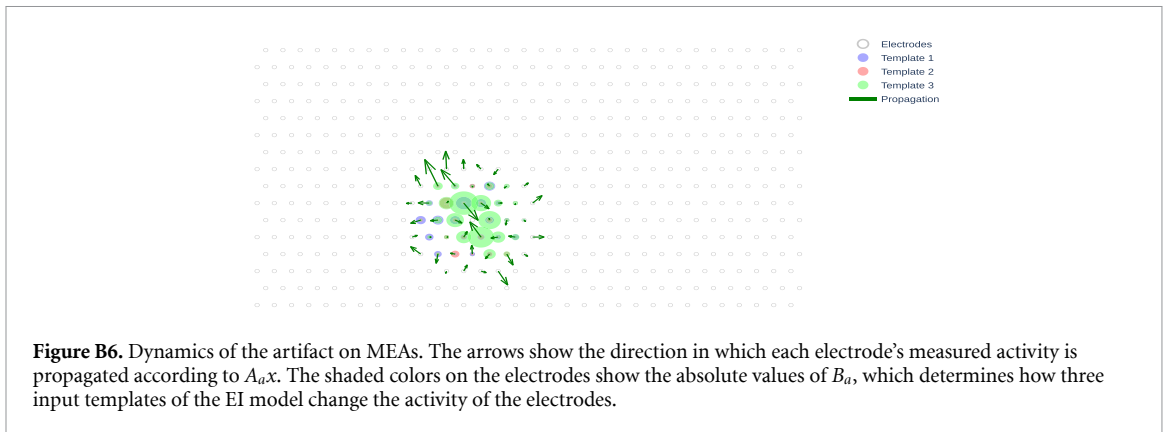 Electrodes
Template 1
Template 2
Template 3
Propagation
Figure B6. Dynamics of the artifact on MEAs. The arrows show the direction in which each electrode's measured activity is
propagated according to Aₐx. The shaded colors on the electrodes show the absolute values of Bₐ, which determines how three
input templates of the EI model change the activity of the electrodes.